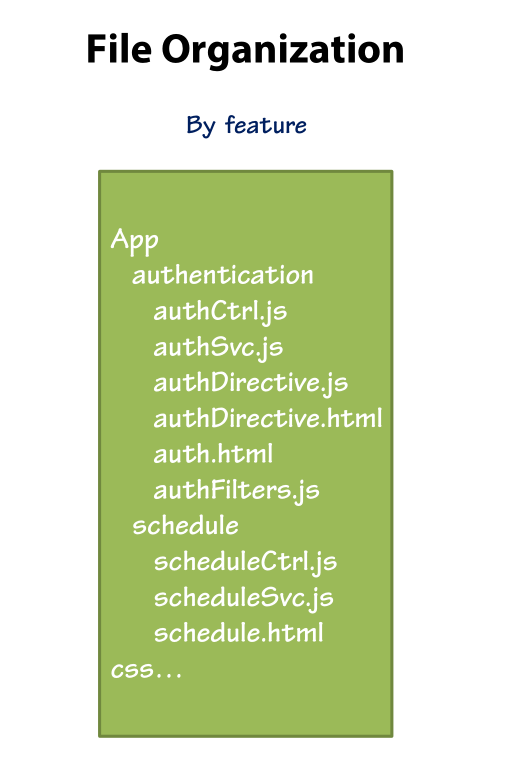 File Organization
By feature
App
authentication
authCtrl.js
authSvc.js
authDirective.js
authDirective.html
auth.html
authFilters.js
schedule
scheduleCtrl.js
scheduleSvc.js
schedule.html
css...